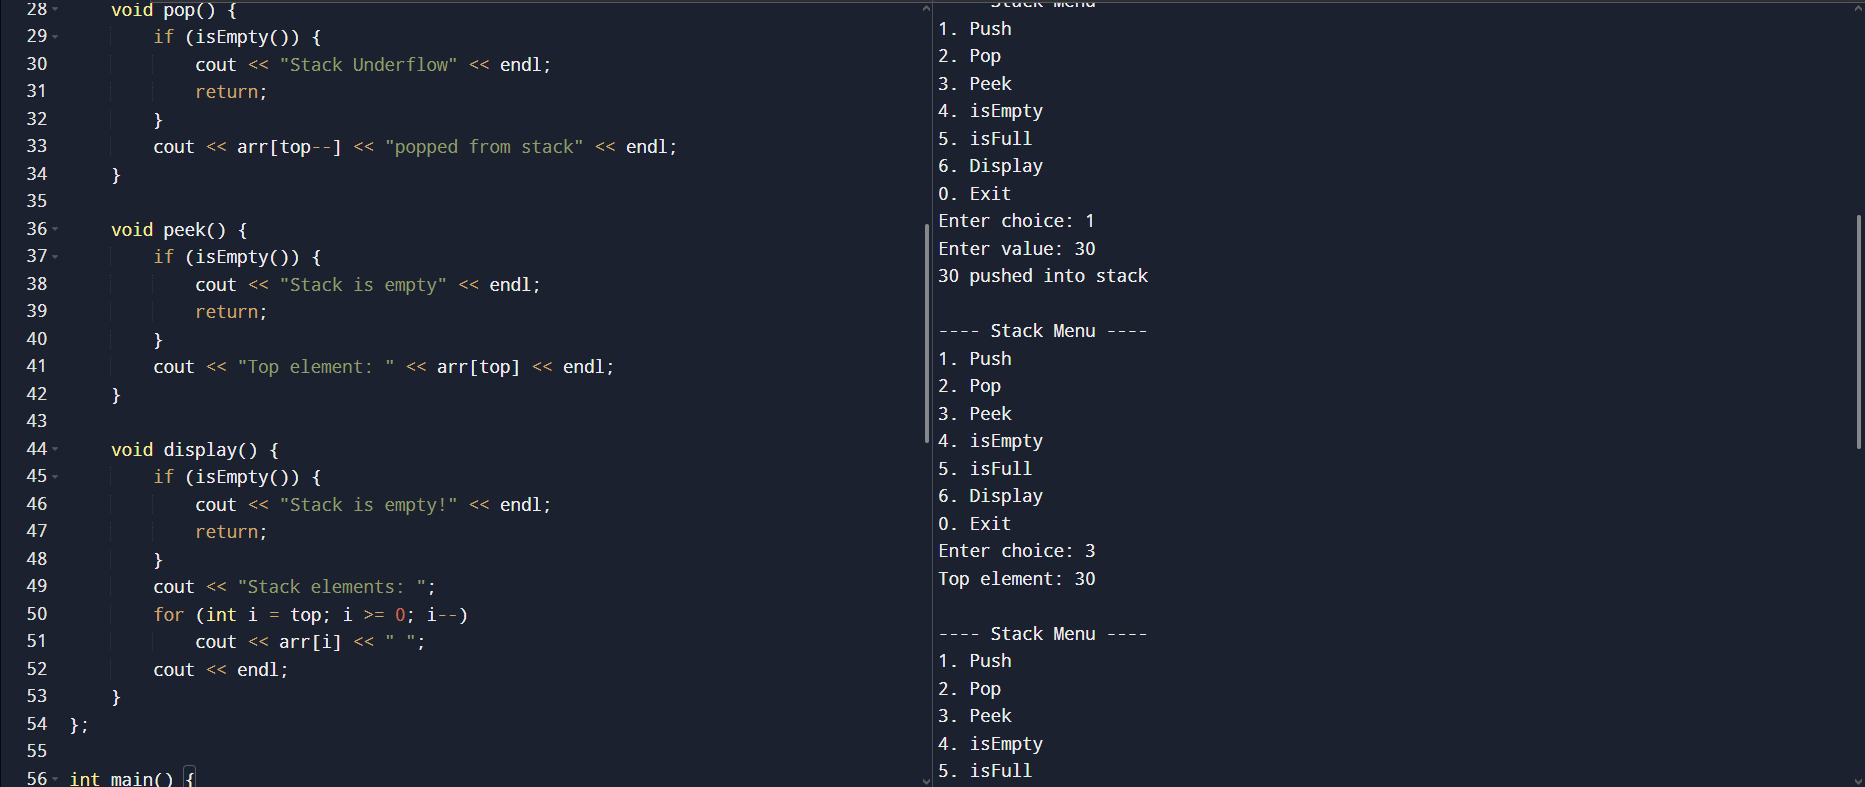 28 void pop() {
29 if (isEmpty()) {
30 cout << "Stack Underflow" << endl;
31 return;
32 }
33 cout << arr[top--] << "popped from stack" << endl;
34 }
35
36 void peek() {
37 if (isEmpty()) {
38 cout << "Stack is empty" << endl;
39 return;
40 }
41 cout << "Top element: " << arr[top] << endl;
42 }
43
44 void display() {
45 if (isEmpty()) {
46 cout << "Stack is empty!" << endl;
47 return;
48 }
49 cout << "Stack elements: ";
50 for (int i = top; i >= 0; i--)
51 cout << arr[i] << " ";
52 cout << endl;
53 }
54 };
55
56 int main() {
Stack Menu
1. Push
2. Pop
3. Peek
4. isEmpty
5. isFull
6. Display
0. Exit
Enter choice: 1
Enter value: 30
30 pushed into stack
---- Stack Menu ----
1. Push
2. Pop
3. Peek
4. isEmpty
5. isFull
6. Display
0. Exit
Enter choice: 3
Top element: 30
---- Stack Menu ----
1. Push
2. Pop
3. Peek
4. isEmpty
5. isFull